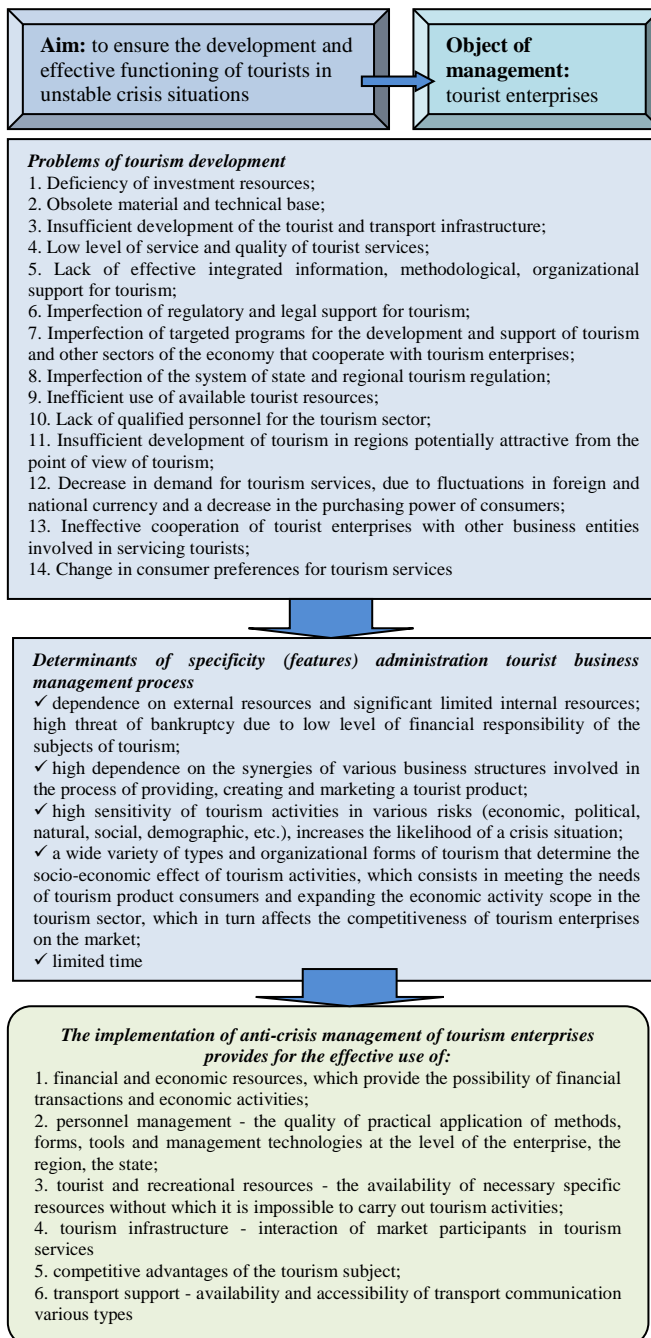 Aim: to ensure the development and
effective functioning of tourists in
unstable crisis situations
Object of
management:
tourist enterprises
Problems of tourism development
1. Deficiency of investment resources;
2. Obsolete material and technical base;
3. Insufficient development of the tourist and transport infrastructure;
4. Low level of service and quality of tourist services;
5. Lack of effective integrated information, methodological, organizational
support for tourism;
6. Imperfection of regulatory and legal support for tourism;
7. Imperfection of targeted programs for the development and support of tourism
and other sectors of the economy that cooperate with tourism enterprises;
8. Imperfection of the system of state and regional tourism regulation;
9. Inefficient use of available tourist resources;
10. Lack of qualified personnel for the tourism sector;
11. Insufficient development of tourism in regions potentially attractive from the
point of view of tourism;
12. Decrease in demand for tourism services, due to fluctuations in foreign and
national currency and a decrease in the purchasing power of consumers;
13. Ineffective cooperation of tourist enterprises with other business entities
involved in servicing tourists;
14. Change in consumer preferences for tourism services
Determinants of specificity (features) administration tourist business
management process
✓ dependence on external resources and significant limited internal resources;
high threat of bankruptcy due to low level of financial responsibility of the
subjects of tourism;
✓ high dependence on the synergies of various business structures involved in
the process of providing, creating and marketing a tourist product;
✓ high sensitivity of tourism activities in various risks (economic, political,
natural, social, demographic, etc.), increases the likelihood of a crisis situation;
✓ a wide variety of types and organizational forms of tourism that determine the
socio-economic effect of tourism activities, which consists in meeting the needs
of tourism product consumers and expanding the economic activity scope in the
tourism sector, which in turn affects the competitiveness of tourism enterprises
on the market;
✓ limited time
The implementation of anti-crisis management of tourism enterprises
provides for the effective use of:
1. financial and economic resources, which provide the possibility of financial
transactions and economic activities;
2. personnel management - the quality of practical application of methods,
forms, tools and management technologies at the level of the enterprise, the
region, the state;
3. tourist and recreational resources - the availability of necessary specific
resources without which it is impossible to carry out tourism activities;
4. tourism infrastructure - interaction of market participants in tourism
services
5. competitive advantages of the tourism subject;
6. transport support - availability and accessibility of transport communication
various types